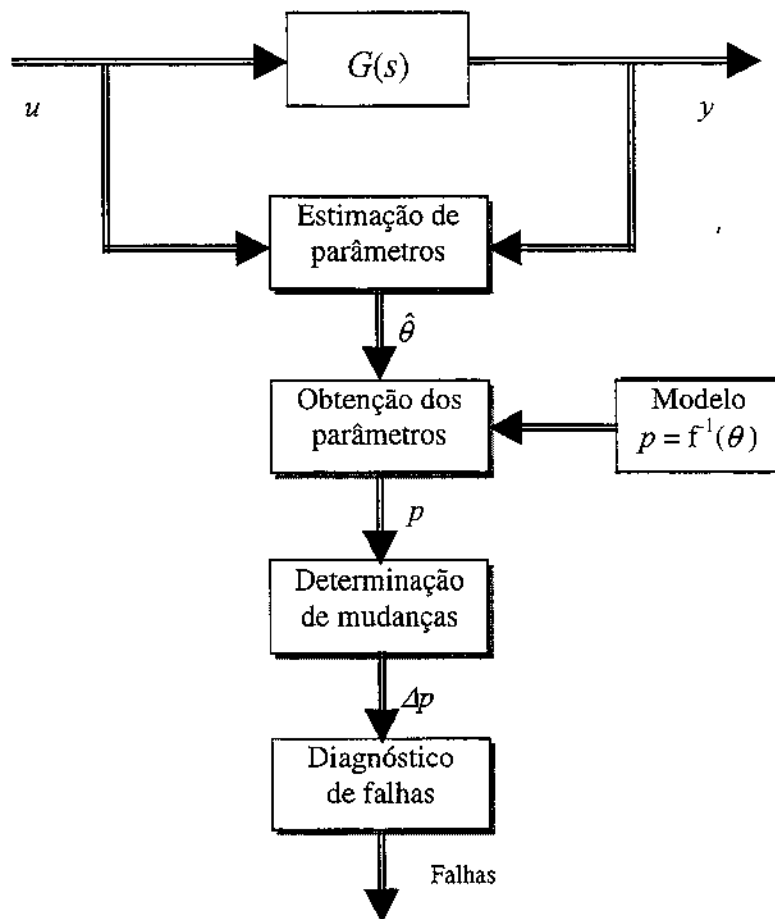 G(s)
u
y
Estimação de
parâmetros
θ̂
Obtenção dos
parâmetros
Modelo
p = f⁻¹(θ)
p
Determinação
de mudanças
Δp
Diagnóstico
de falhas
Falhas